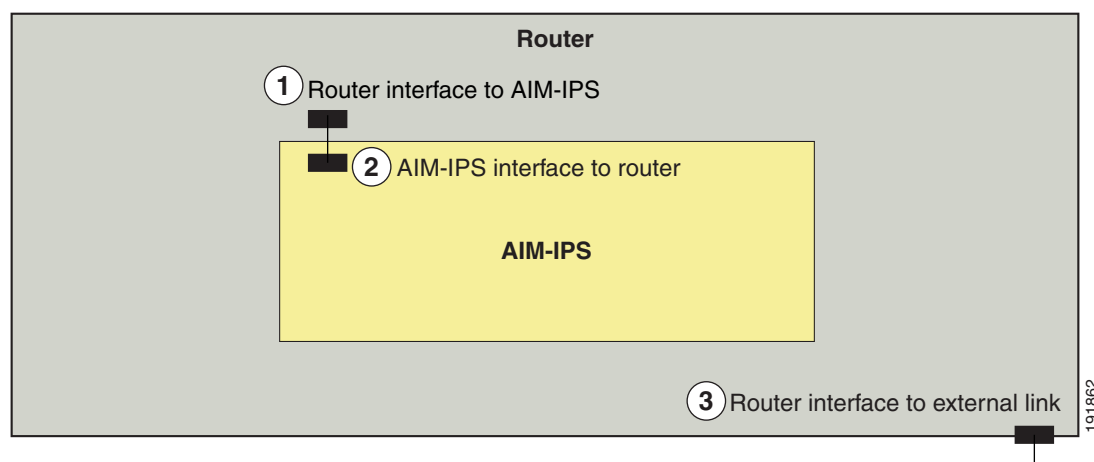 Router
1 Router interface to AIM-IPS
2 AIM-IPS interface to router
AIM-IPS
3 Router interface to external link
191862